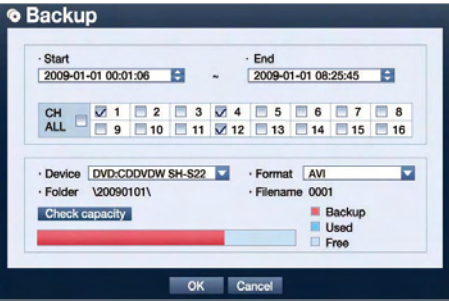 Backup
· Start
· End
2009-01-01 00:01:06 ~ 2009-01-01 08:25:45
CH ALL
1 2 3 4 5 6 7 8
9 10 11 12 13 14 15 16
· Device DVD:CDDVDW SH-S22 · Format AVI
· Folder \20090101\ · Filename 0001
Check capacity
Backup
Used
Free
OK Cancel